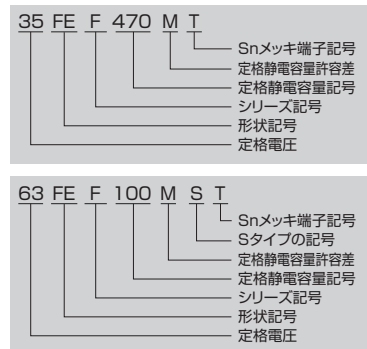 35 FE F 470 M T
Snメッキ端子記号
定格静電容量許容差
定格静電容量記号
シリーズ記号
形状記号
定格電圧
63 FE F 100 M S T
Snメッキ端子記号
Sタイプの記号
定格静電容量許容差
定格静電容量記号
シリーズ記号
形状記号
定格電圧